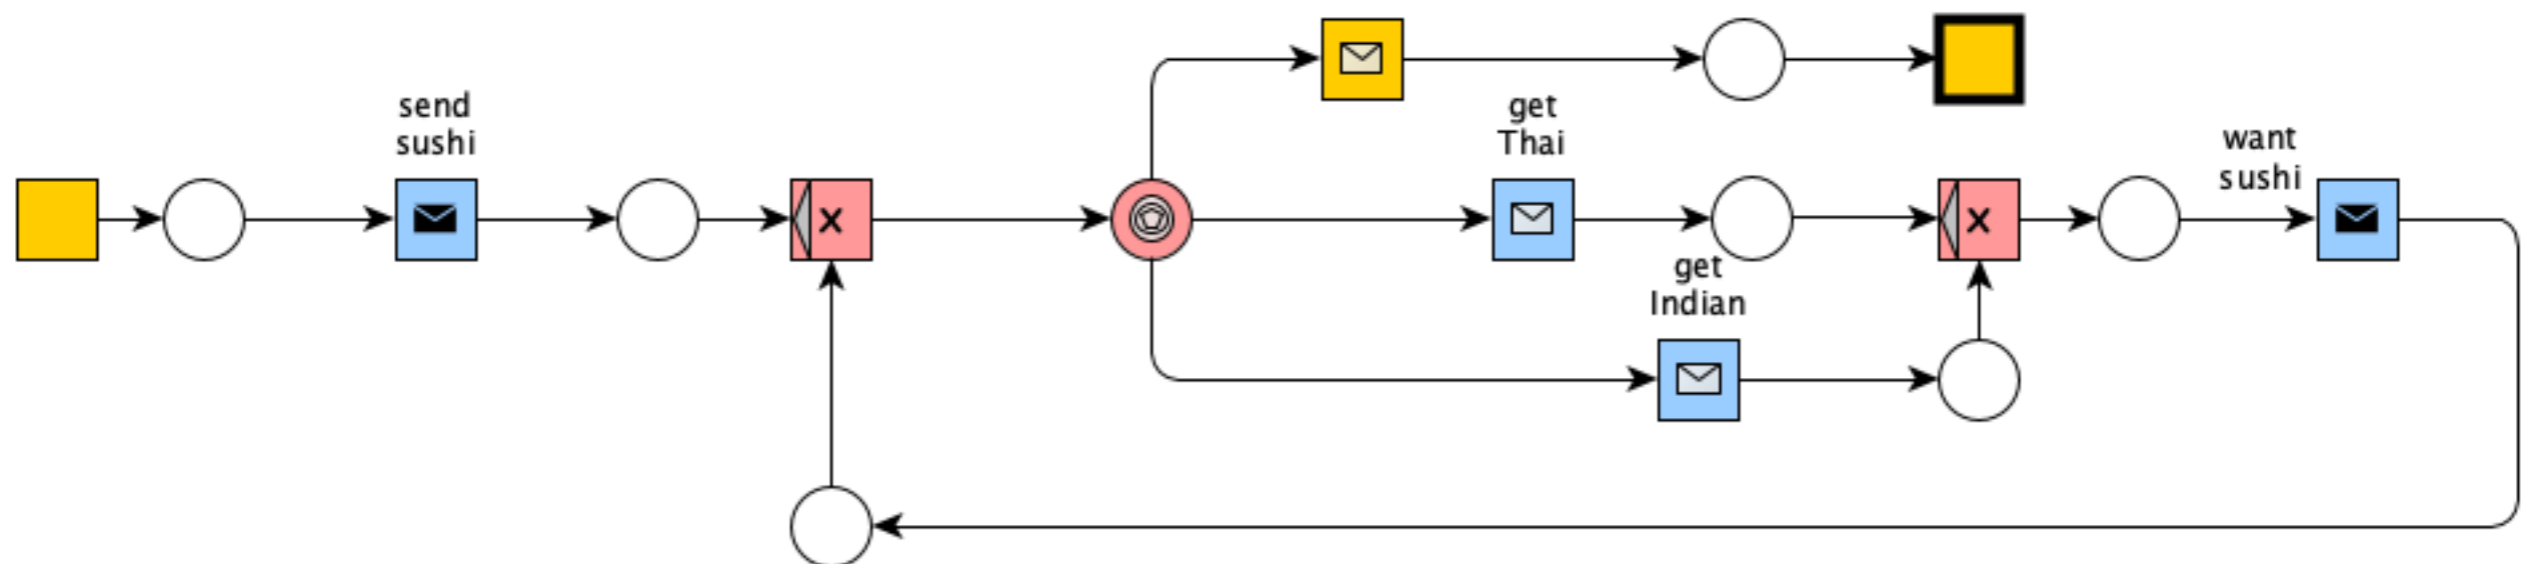 send
sushi
get
Thai
want
sushi
get
Indian
x
x